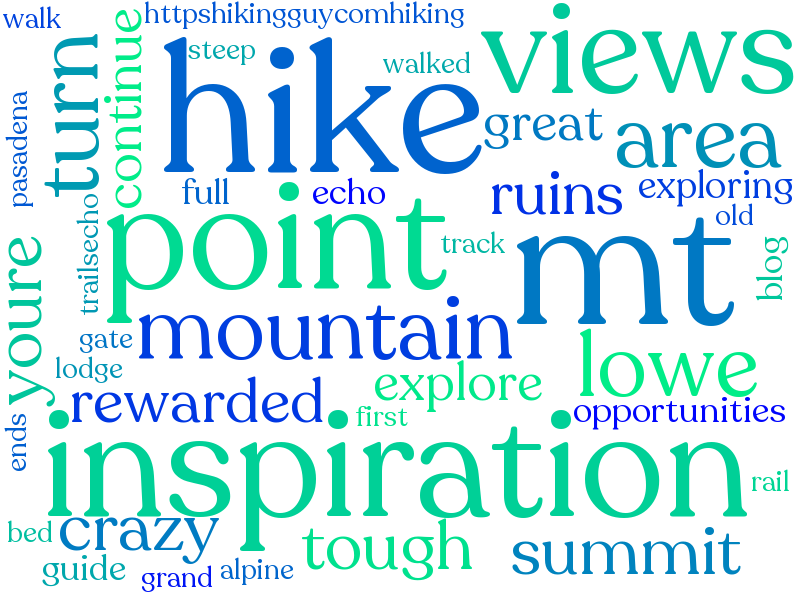 walk
httpshikingguycomhiking
views
steep
walked
continue
turn
hike
great
area
pasadena
full
echo
ruins
exploring
old
point
track
mt
blog
trailsecho
youre
gate
mountain
lodge
lowe
explore
rewarded
first
opportunities
ends
inspiration
rail
bed
crazy
tough
summit
guide
grand
alpine